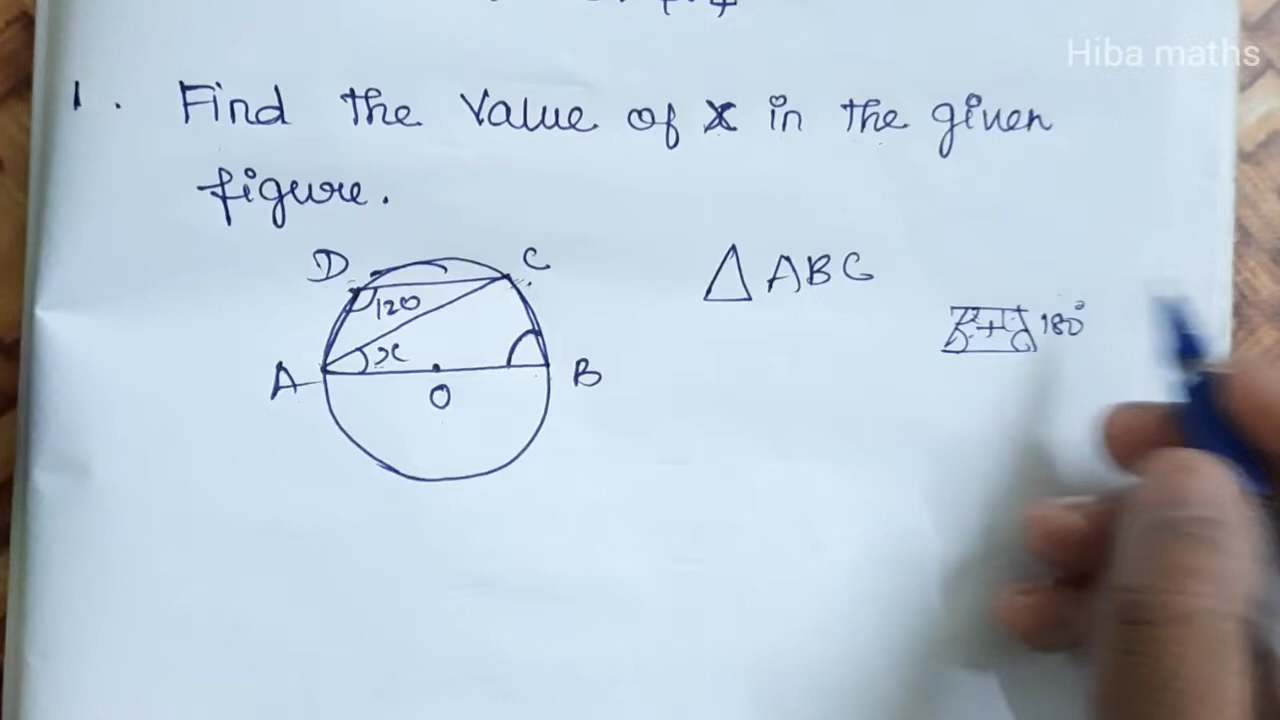 Hiba maths
1. Find the Value of x in the given
figure.
D C
120
x
A B
O
△ ABC
180°